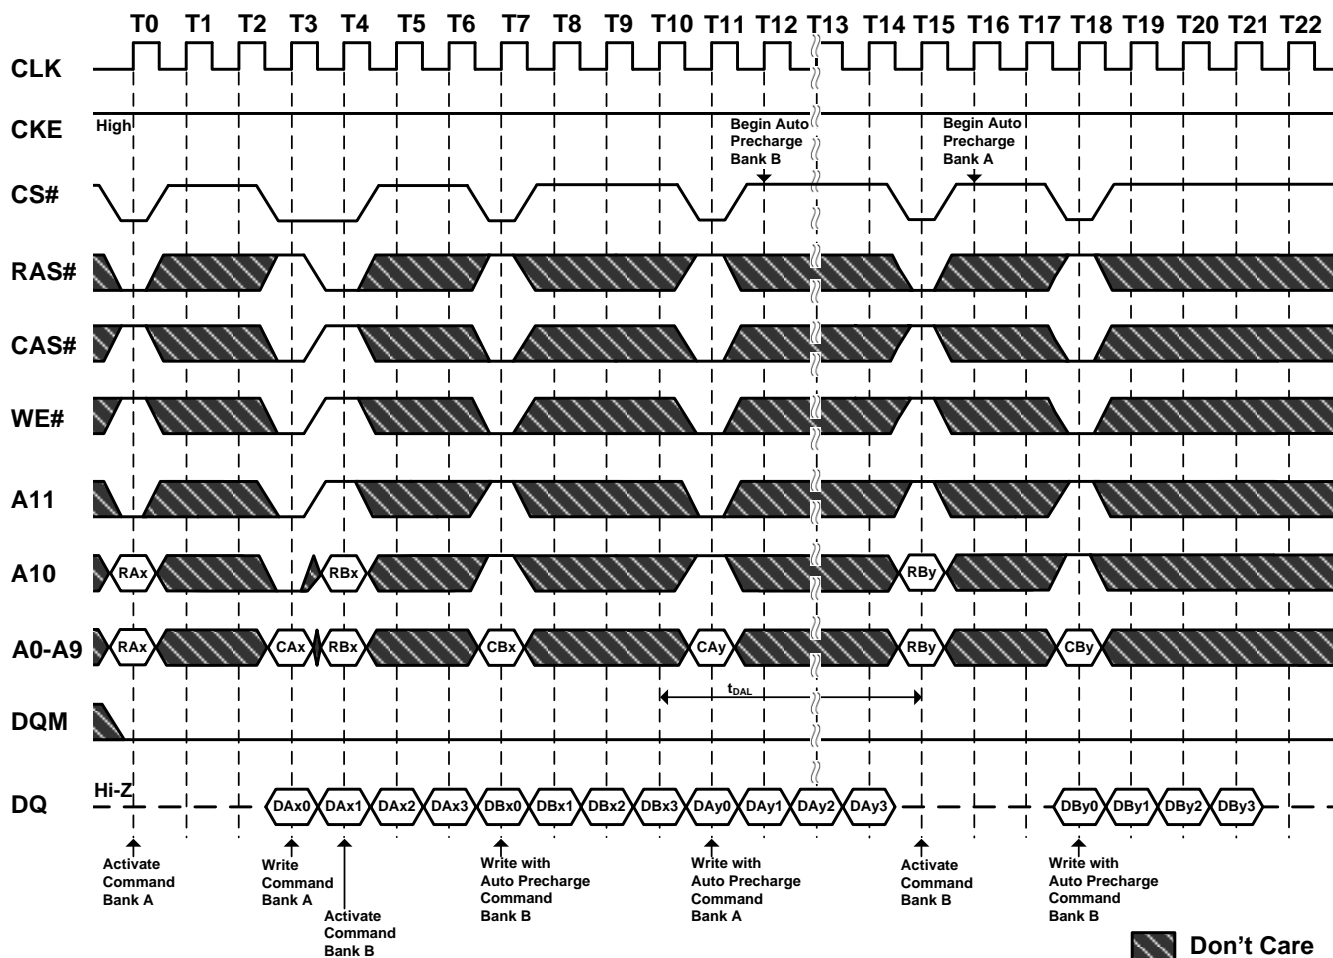 T0 T1 T2 T3 T4 T5 T6 T7 T8 T9 T10 T11 T12 T13 T14 T15 T16 T17 T18 T19 T20 T21 T22
CLK
CKE
High
Begin Auto
Precharge
Bank B
Begin Auto
Precharge
Bank A
CS#
RAS#
CAS#
WE#
A11
A10
RAx RBx RBy
A0-A9
RAx CAx RBx CBx CAy RBy CBy
tDAL
DQM
Hi-Z
DQ
DAx0 DAx1 DAx2 DAx3 DBx0 DBx1 DBx2 DBx3 DAy0 DAy1 DAy2 DAy3 DBy0 DBy1 DBy2 DBy3
Activate
Command
Bank A
Write
Command
Bank A
Activate
Command
Bank B
Write with
Auto Precharge
Command
Bank B
Write with
Auto Precharge
Command
Bank A
Activate
Command
Bank B
Write with
Auto Precharge
Command
Bank B
Don't Care